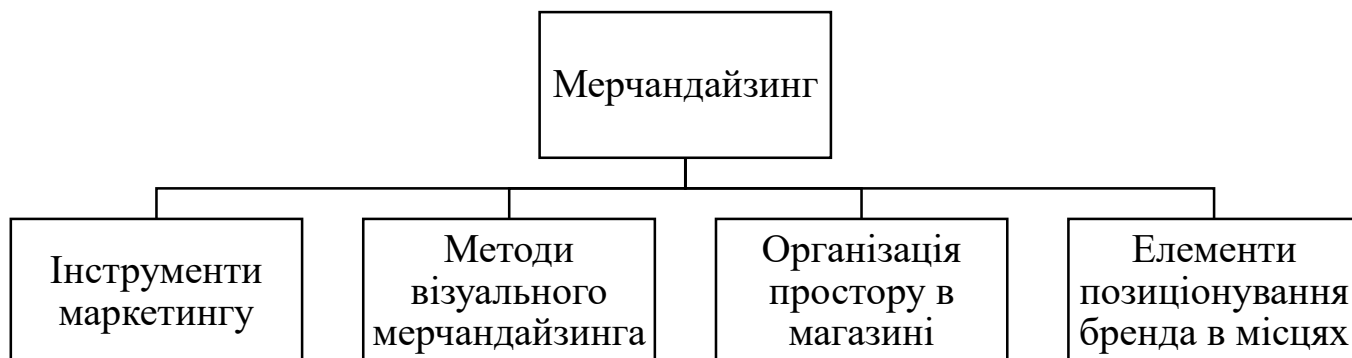 Мерчандайзинг
Інструменти
маркетингу
Методи
візуального
мерчандайзинга
Організація
простору в
магазині
Елементи
позиціонування
бренда в місцях